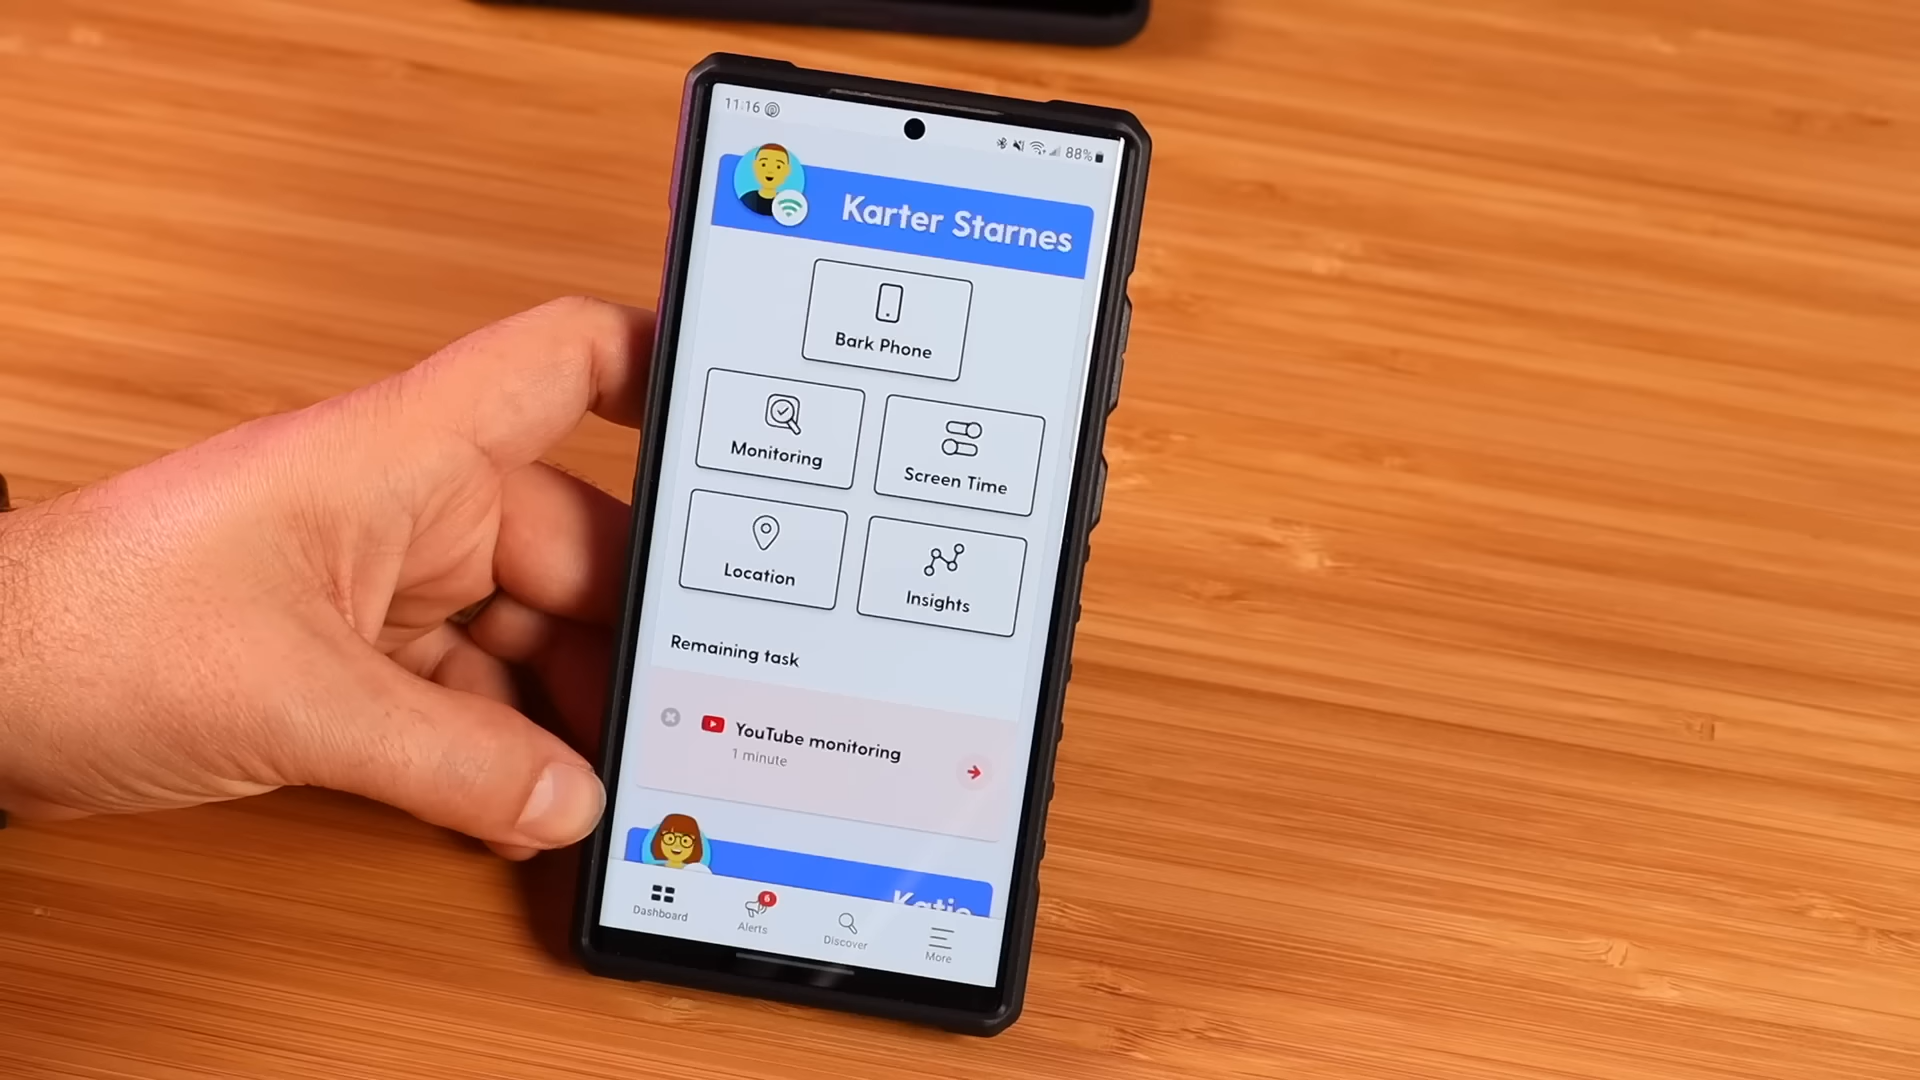 11:16
88%
Karter Starnes
Bark Phone
Monitoring
Screen Time
Location
Insights
Remaining task
YouTube monitoring
1 minute
Katie
Dashboard
6
Alerts
Discover
More